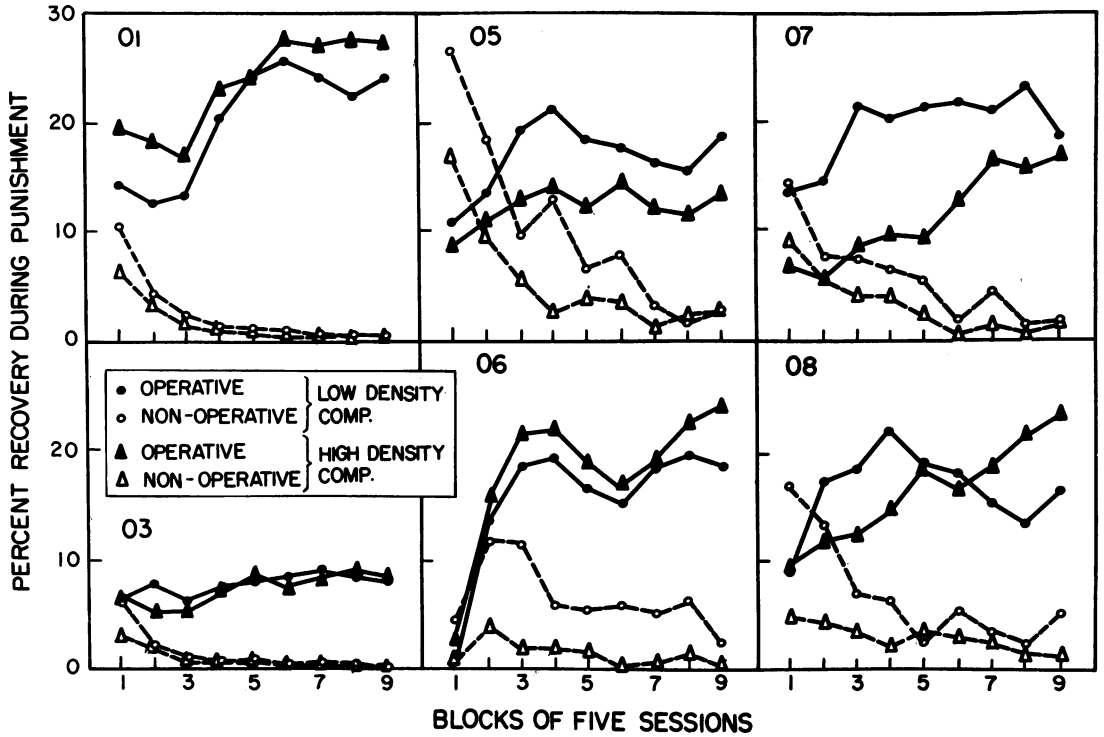 PERCENT RECOVERY DURING PUNISHMENT
30
20
10
0
01
05
07
20
10
0
03
06
08
OPERATIVE
NON-OPERATIVE
LOW DENSITY
COMP.
OPERATIVE
NON-OPERATIVE
HIGH DENSITY
COMP.
1 3 5 7 9
1 3 5 7 9
1 3 5 7 9
BLOCKS OF FIVE SESSIONS